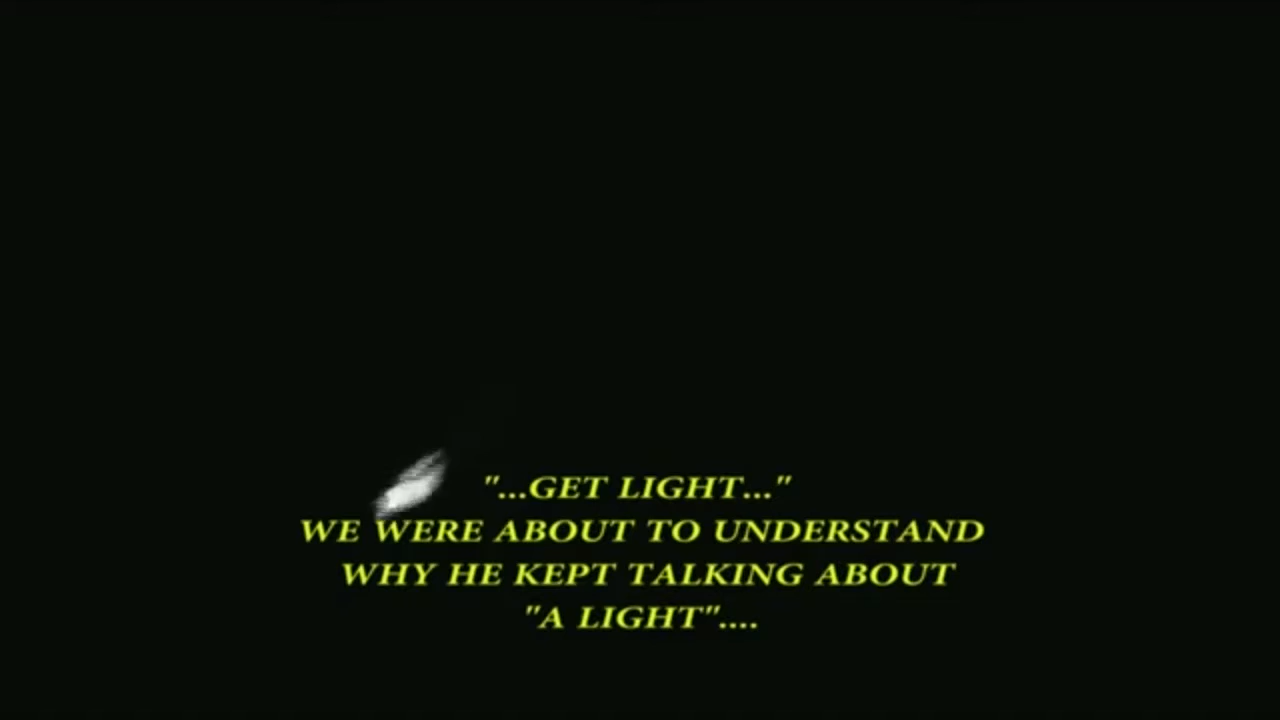 "...GET LIGHT..."
WE WERE ABOUT TO UNDERSTAND
WHY HE KEPT TALKING ABOUT
"A LIGHT"....